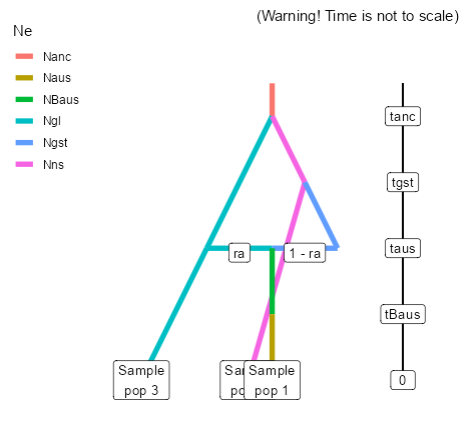 (Warning! Time is not to scale)
Ne
Nanc
Naus
NBaus
Ngl
Ngst
Nns
tanc
tgst
taus
ra
1 - ra
tBaus
Sample
pop 3
Sample
pop 1
0